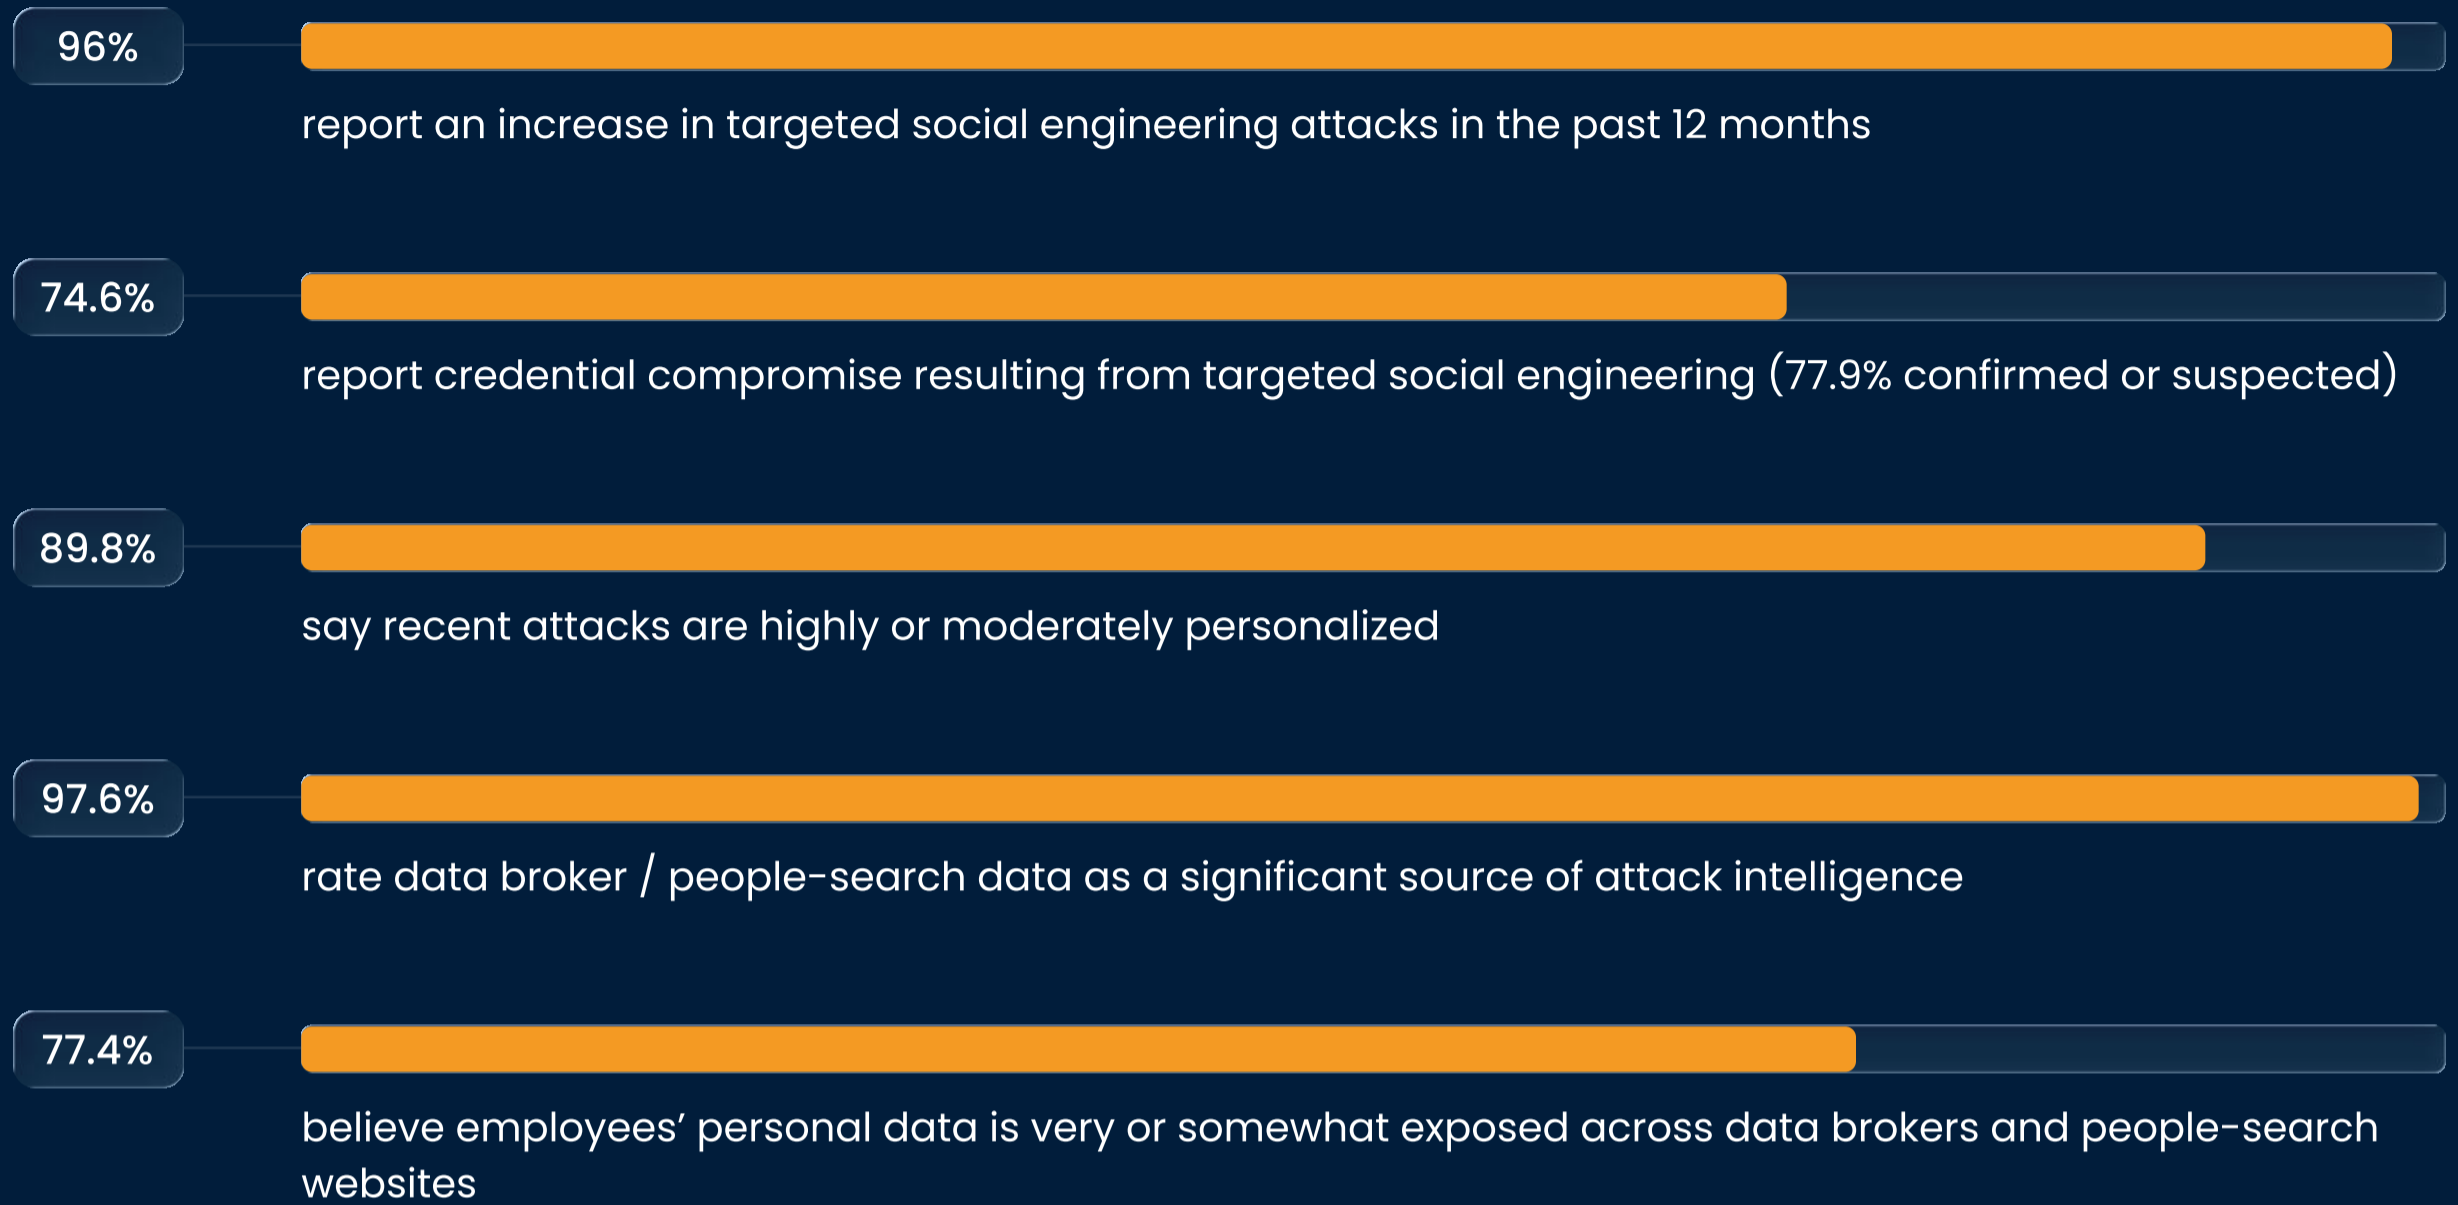 96%
report an increase in targeted social engineering attacks in the past 12 months
74.6%
report credential compromise resulting from targeted social engineering (77.9% confirmed or suspected)
89.8%
say recent attacks are highly or moderately personalized
97.6%
rate data broker / people-search data as a significant source of attack intelligence
77.4%
believe employees’ personal data is very or somewhat exposed across data brokers and people-search
websites